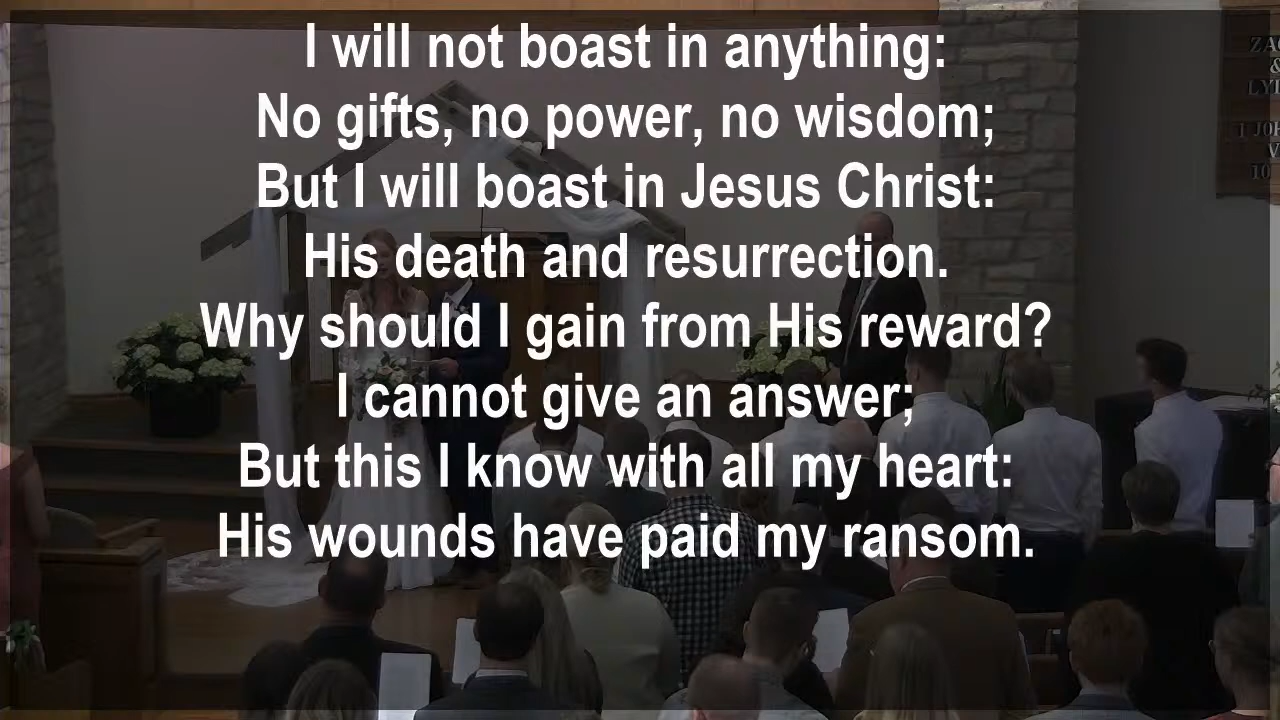 I will not boast in anything:
No gifts, no power, no wisdom;
But I will boast in Jesus Christ:
His death and resurrection.
Why should I gain from His reward?
I cannot give an answer;
But this I know with all my heart:
His wounds have paid my ransom.
&
10